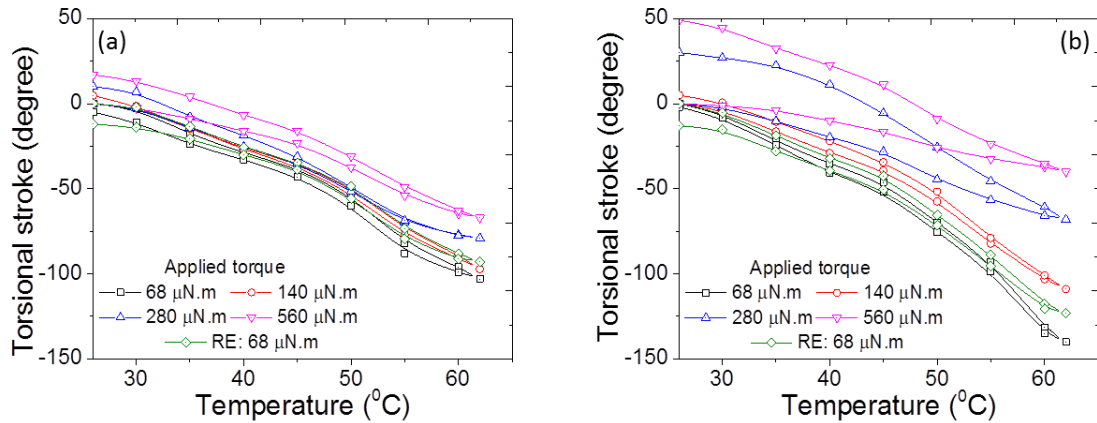 (a)
Torsional stroke (degree)
50
0
-50
-100
-150
Applied torque
68 μN.m
140 μN.m
280 μN.m
560 μN.m
RE: 68 μN.m
30
40
50
60
Temperature (⁰C)
(b)
Torsional stroke (degree)
50
0
-50
-100
-150
Applied torque
68 μN.m
140 μN.m
280 μN.m
560 μN.m
RE: 68 μN.m
30
40
50
60
Temperature (⁰C)